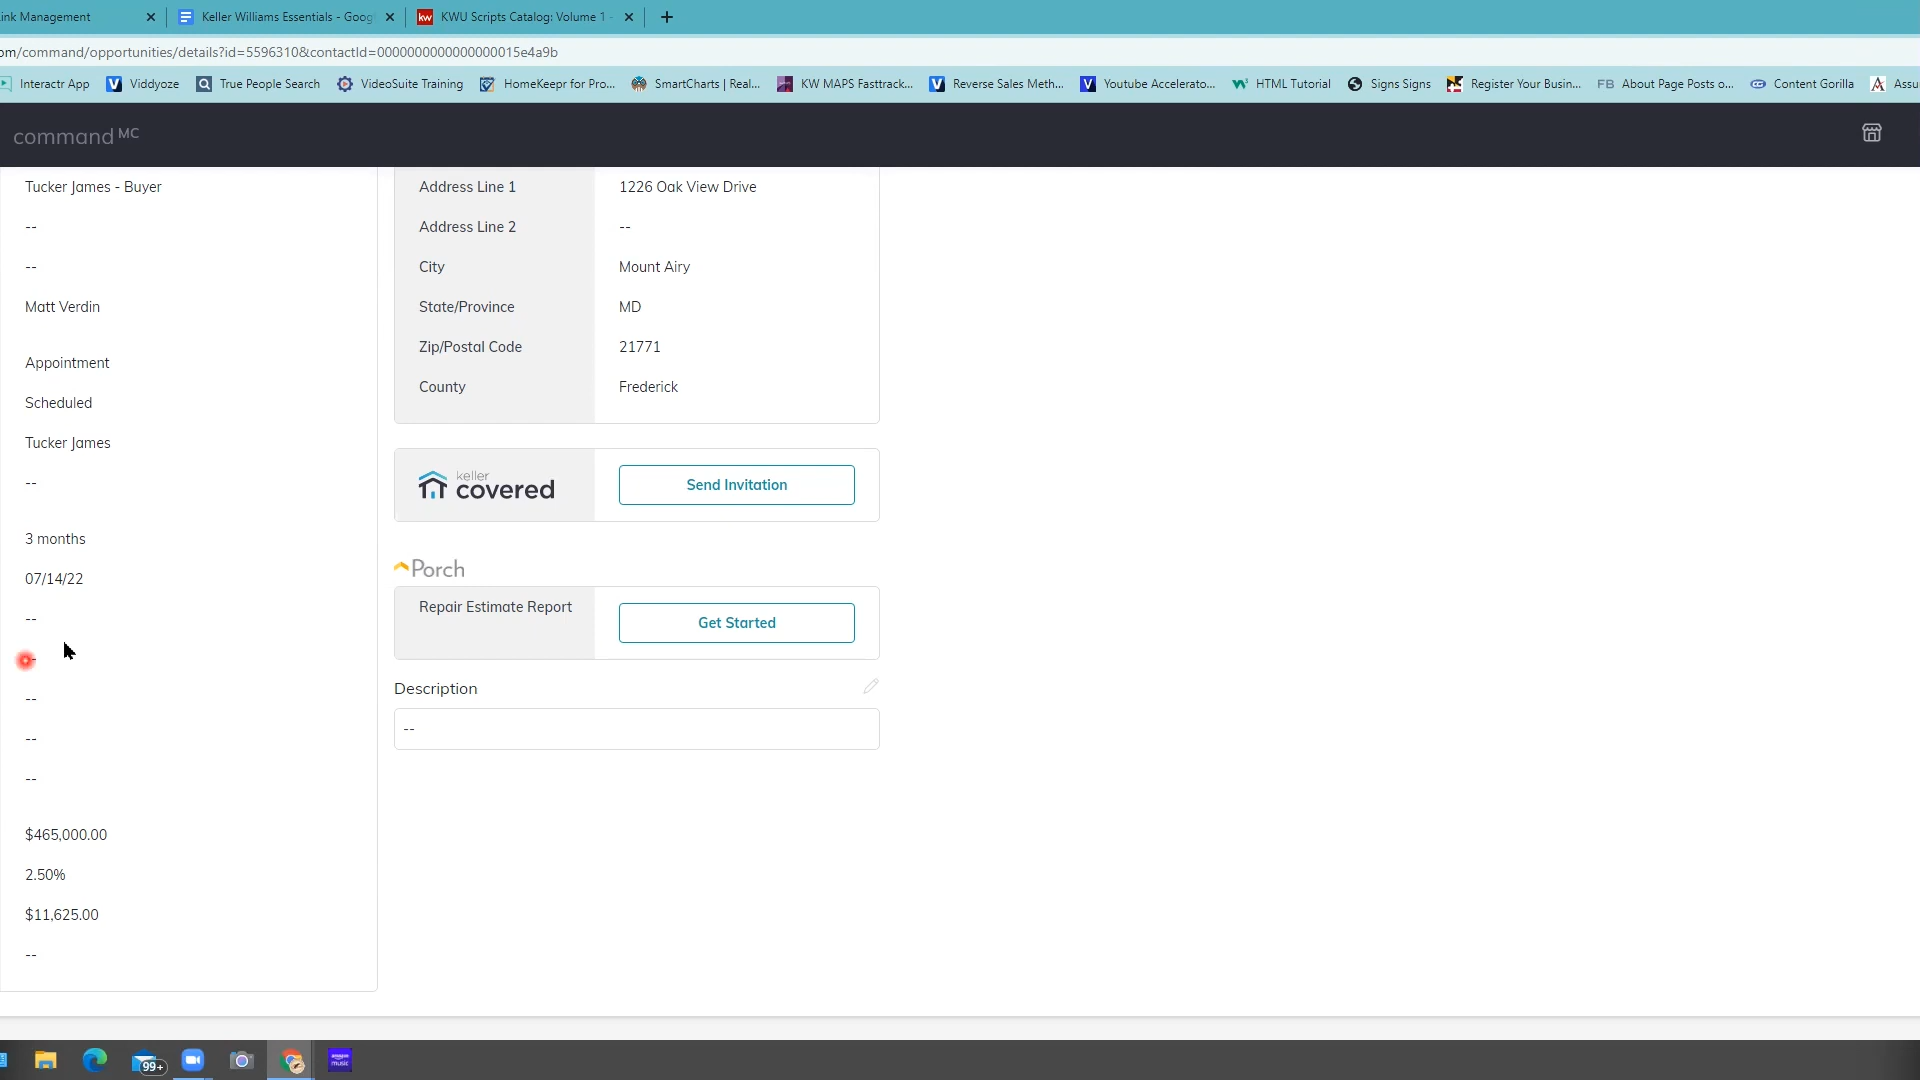 ink Management
Keller Williams Essentials - Goog
KWU Scripts Catalog: Volume 1 -
om/command/opportunities/details?id=5596310&contactId=0000000000000000015e4a9b
Interactr App
Viddyoze
True People Search
VideoSuite Training
HomeKeepr for Pro...
SmartCharts | Real...
KW MAPS Fasttrack...
Reverse Sales Meth...
Youtube Accelerato...
HTML Tutorial
Signs Signs
Register Your Busin...
FB About Page Posts o...
Content Gorilla
Assu
command MC
Tucker James - Buyer
--
--
Matt Verdin
Appointment
Scheduled
Tucker James
--
3 months
07/14/22
--
--
--
--
$465,000.00
2.50%
$11,625.00
--
Address Line 1 1226 Oak View Drive
Address Line 2 --
City Mount Airy
State/Province MD
Zip/Postal Code 21771
County Frederick
keller
covered
Send Invitation
Porch
Repair Estimate Report
Get Started
Description
--
99+
amazon
music